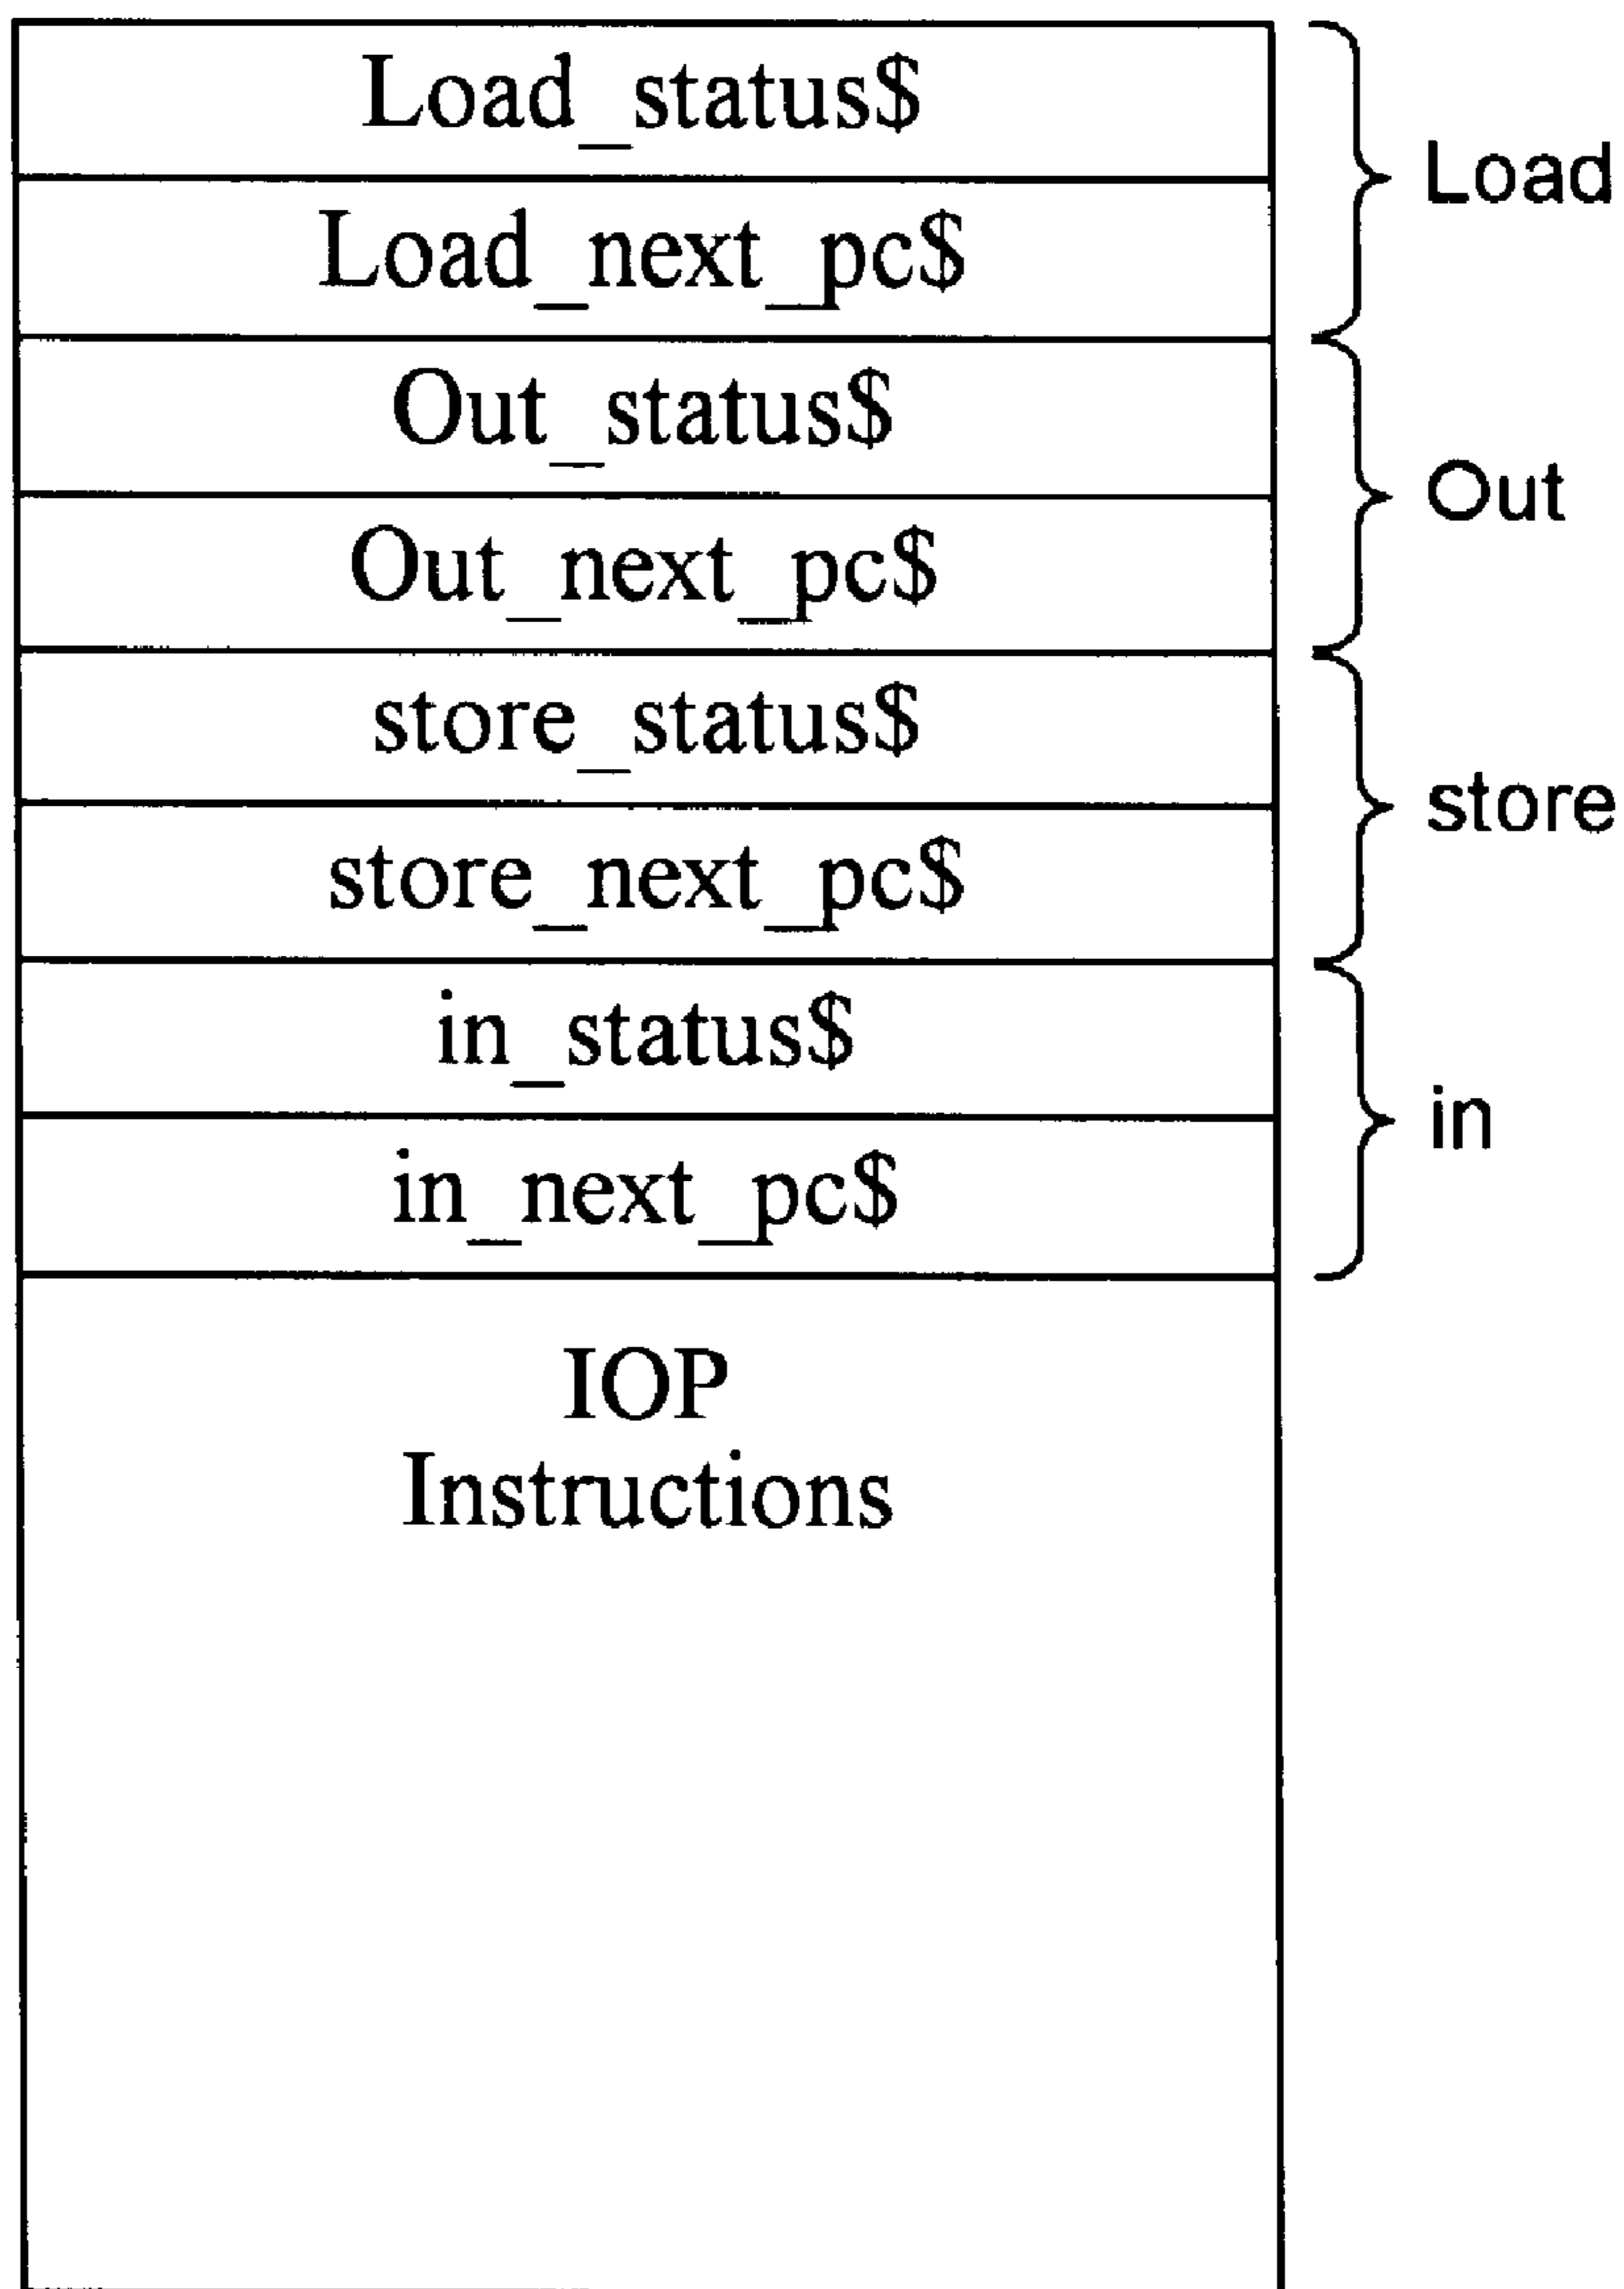 Load_status$
Load_next_pc$
Load
Out_status$
Out_next_pc$
Out
store_status$
store_next_pc$
store
in_status$
in_next_pc$
in
IOP
Instructions